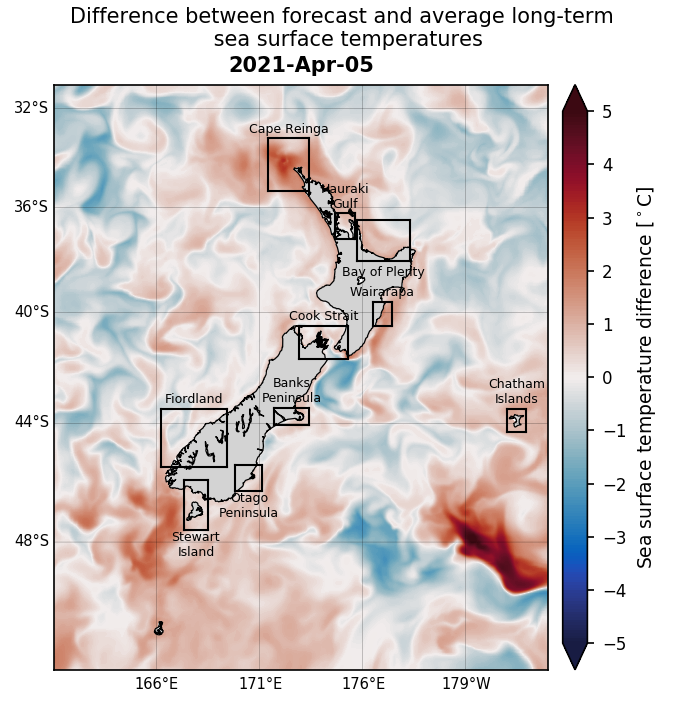 Difference between forecast and average long-term
sea surface temperatures
2021-Apr-05
32°S
36°S
40°S
44°S
48°S
166°E
171°E
176°E
179°W
Cape Reinga
Hauraki
Gulf
Bay of Plenty
Wairarapa
Cook Strait
Banks
Peninsula
Fiordland
Chatham
Islands
Otago
Peninsula
Stewart
Island
5
4
3
2
1
0
−1
−2
−3
−4
−5
Sea surface temperature difference [°C]